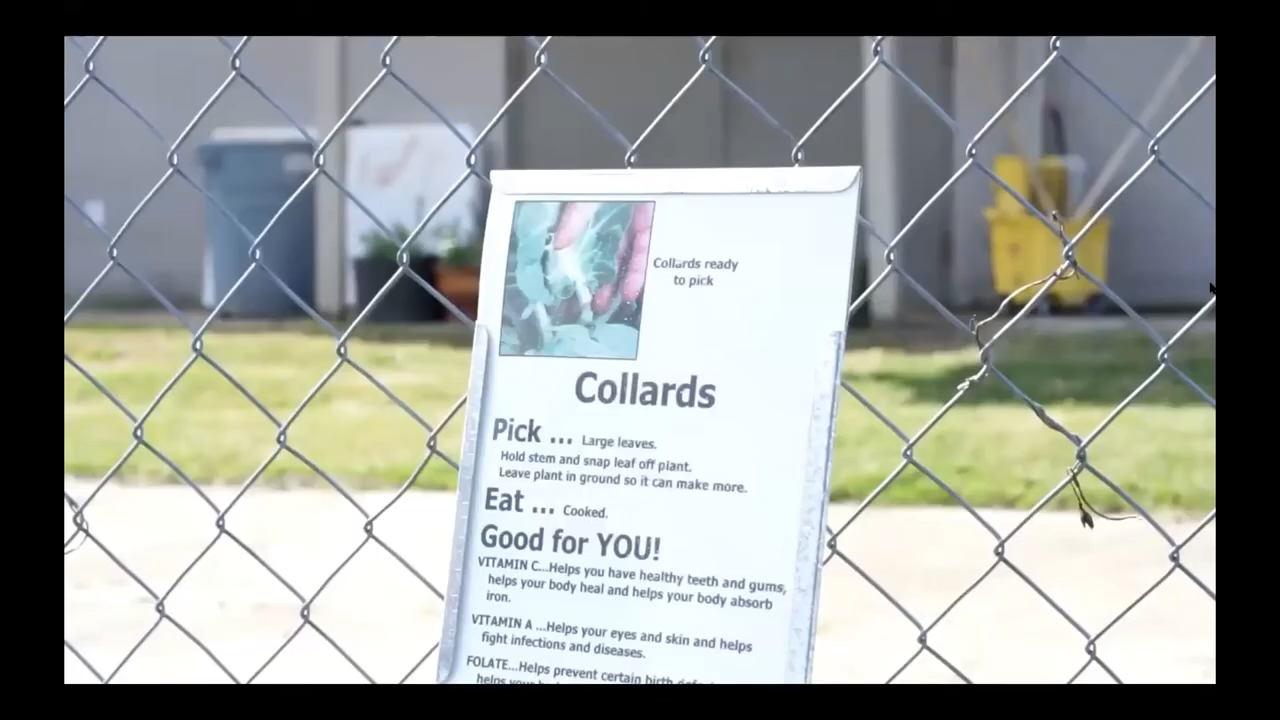 Collards ready
to pick
Collards
Pick ... Large leaves.
Hold stem and snap leaf off plant.
Leave plant in ground so it can make more.
Eat ... Cooked.
Good for YOU!
VITAMIN C...Helps you have healthy teeth and gums,
helps your body heal and helps your body absorb
iron.
VITAMIN A ...Helps your eyes and skin and helps
fight infections and diseases.
FOLATE...Helps prevent certain birth
helps your